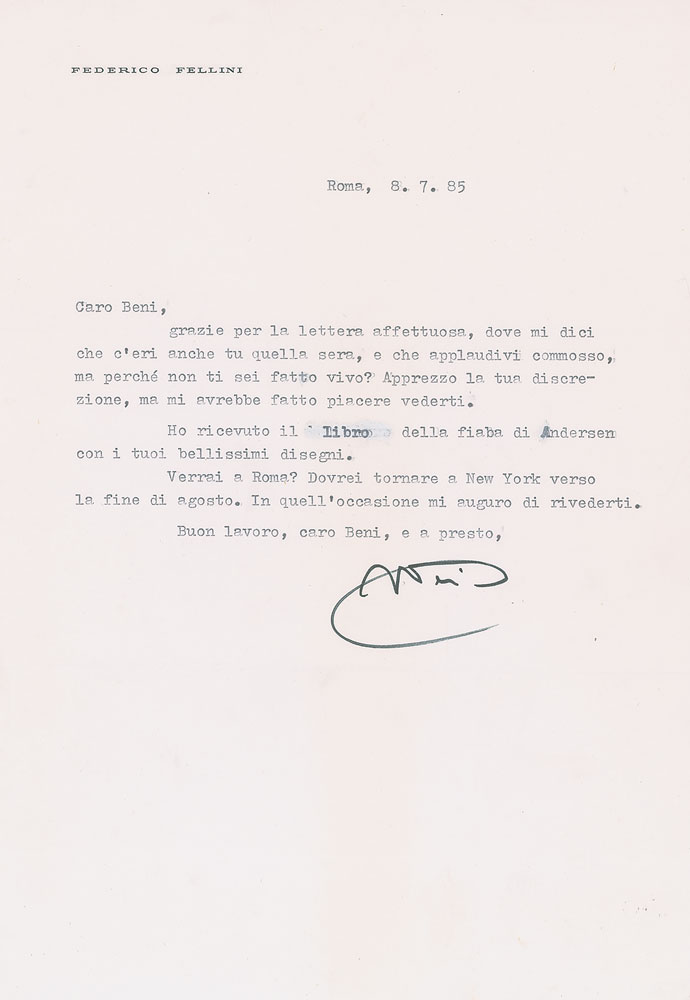 FEDERICO FELLINI
Roma, 8. 7. 85
Caro Beni,
grazie per la lettera affettuosa, dove mi dici
che c'eri anche tu quella sera, e che applaudivi commosso,
ma perché non ti sei fatto vivo? Apprezzo la tua discre-
zione, ma mi avrebbe fatto piacere vederti.
Ho ricevuto il libro della fiaba di Andersen
con i tuoi bellissimi disegni.
Verrai a Roma? Dovrei tornare a New York verso
la fine di agosto. In quell'occasione mi auguro di rivederti.
Buon lavoro, caro Beni, e a presto,